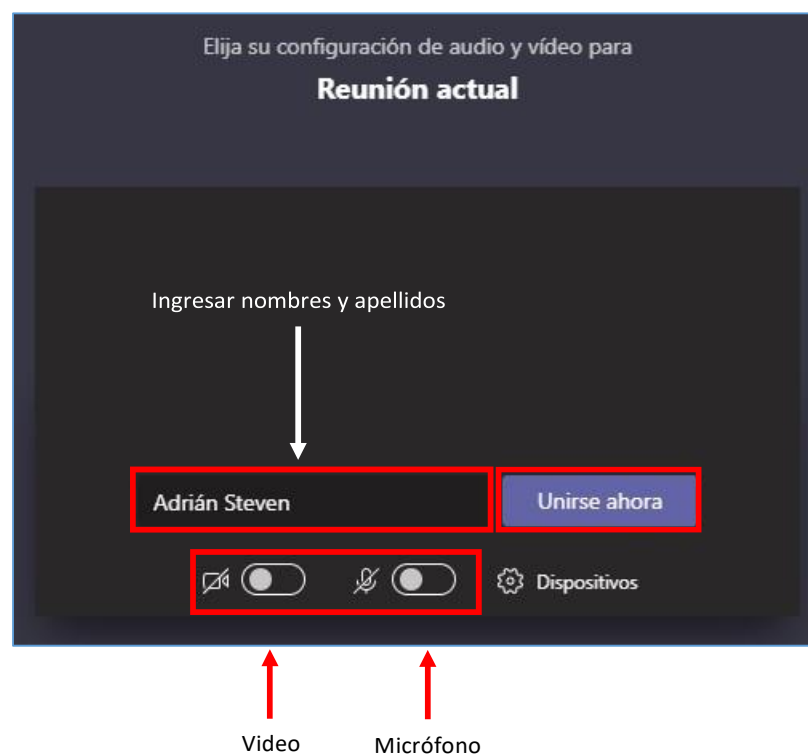 Elija su configuración de audio y vídeo para
Reunión actual
Ingresar nombres y apellidos
Adrián Steven
Unirse ahora
Dispositivos
Video
Micrófono